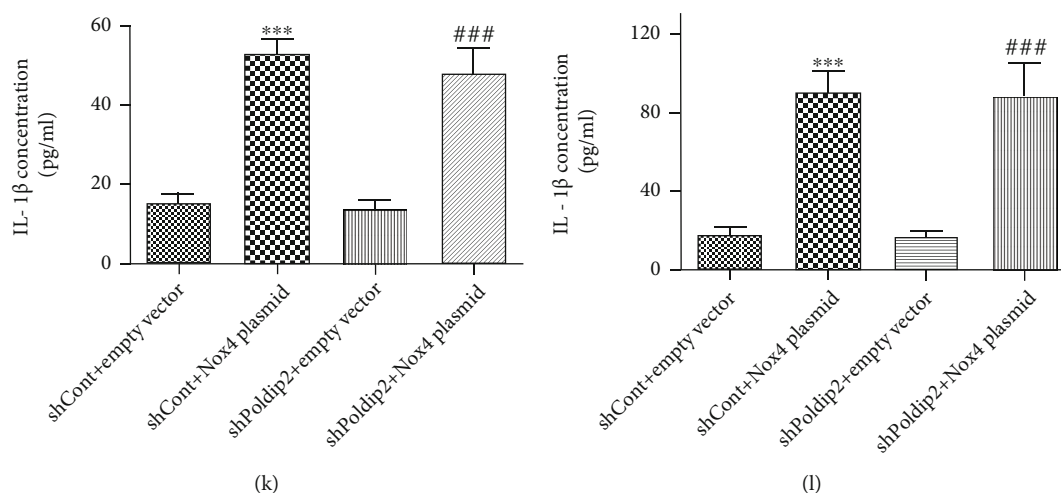 IL- 1β concentration
(pg/ml)
60
40
20
0
***
###
shCont+empty vector
shCont+Nox4 plasmid
shPoldip2+empty vector
shPoldip2+Nox4 plasmid
(k)
IL - 1β concentration
(pg/ml)
120
80
40
0
***
###
shCont+empty vector
shCont+Nox4 plasmid
shPoldip2+empty vector
shPoldip2+Nox4 plasmid
(l)